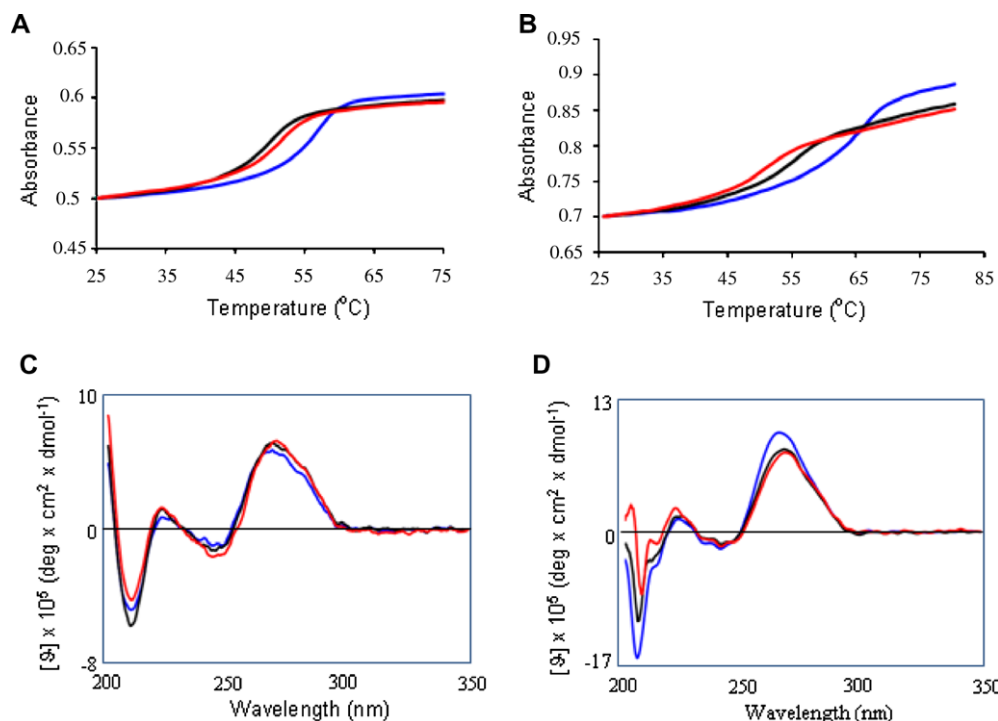 A
0.65
0.6
0.55
0.5
0.45
25 35 45 55 65 75
Absorbance
Temperature (°C)
B
0.95
0.9
0.85
0.8
0.75
0.7
0.65
25 35 45 55 65 75 85
Absorbance
Temperature (°C)
C
10
0
-8
200 250 300 350
[ϑ] x 10⁵ (deg x cm² x dmol⁻¹)
Wavelength (nm)
D
13
0
-17
200 250 300 350
[ϑ] x 10⁵ (deg x cm² x dmol⁻¹)
Wavelength (nm)